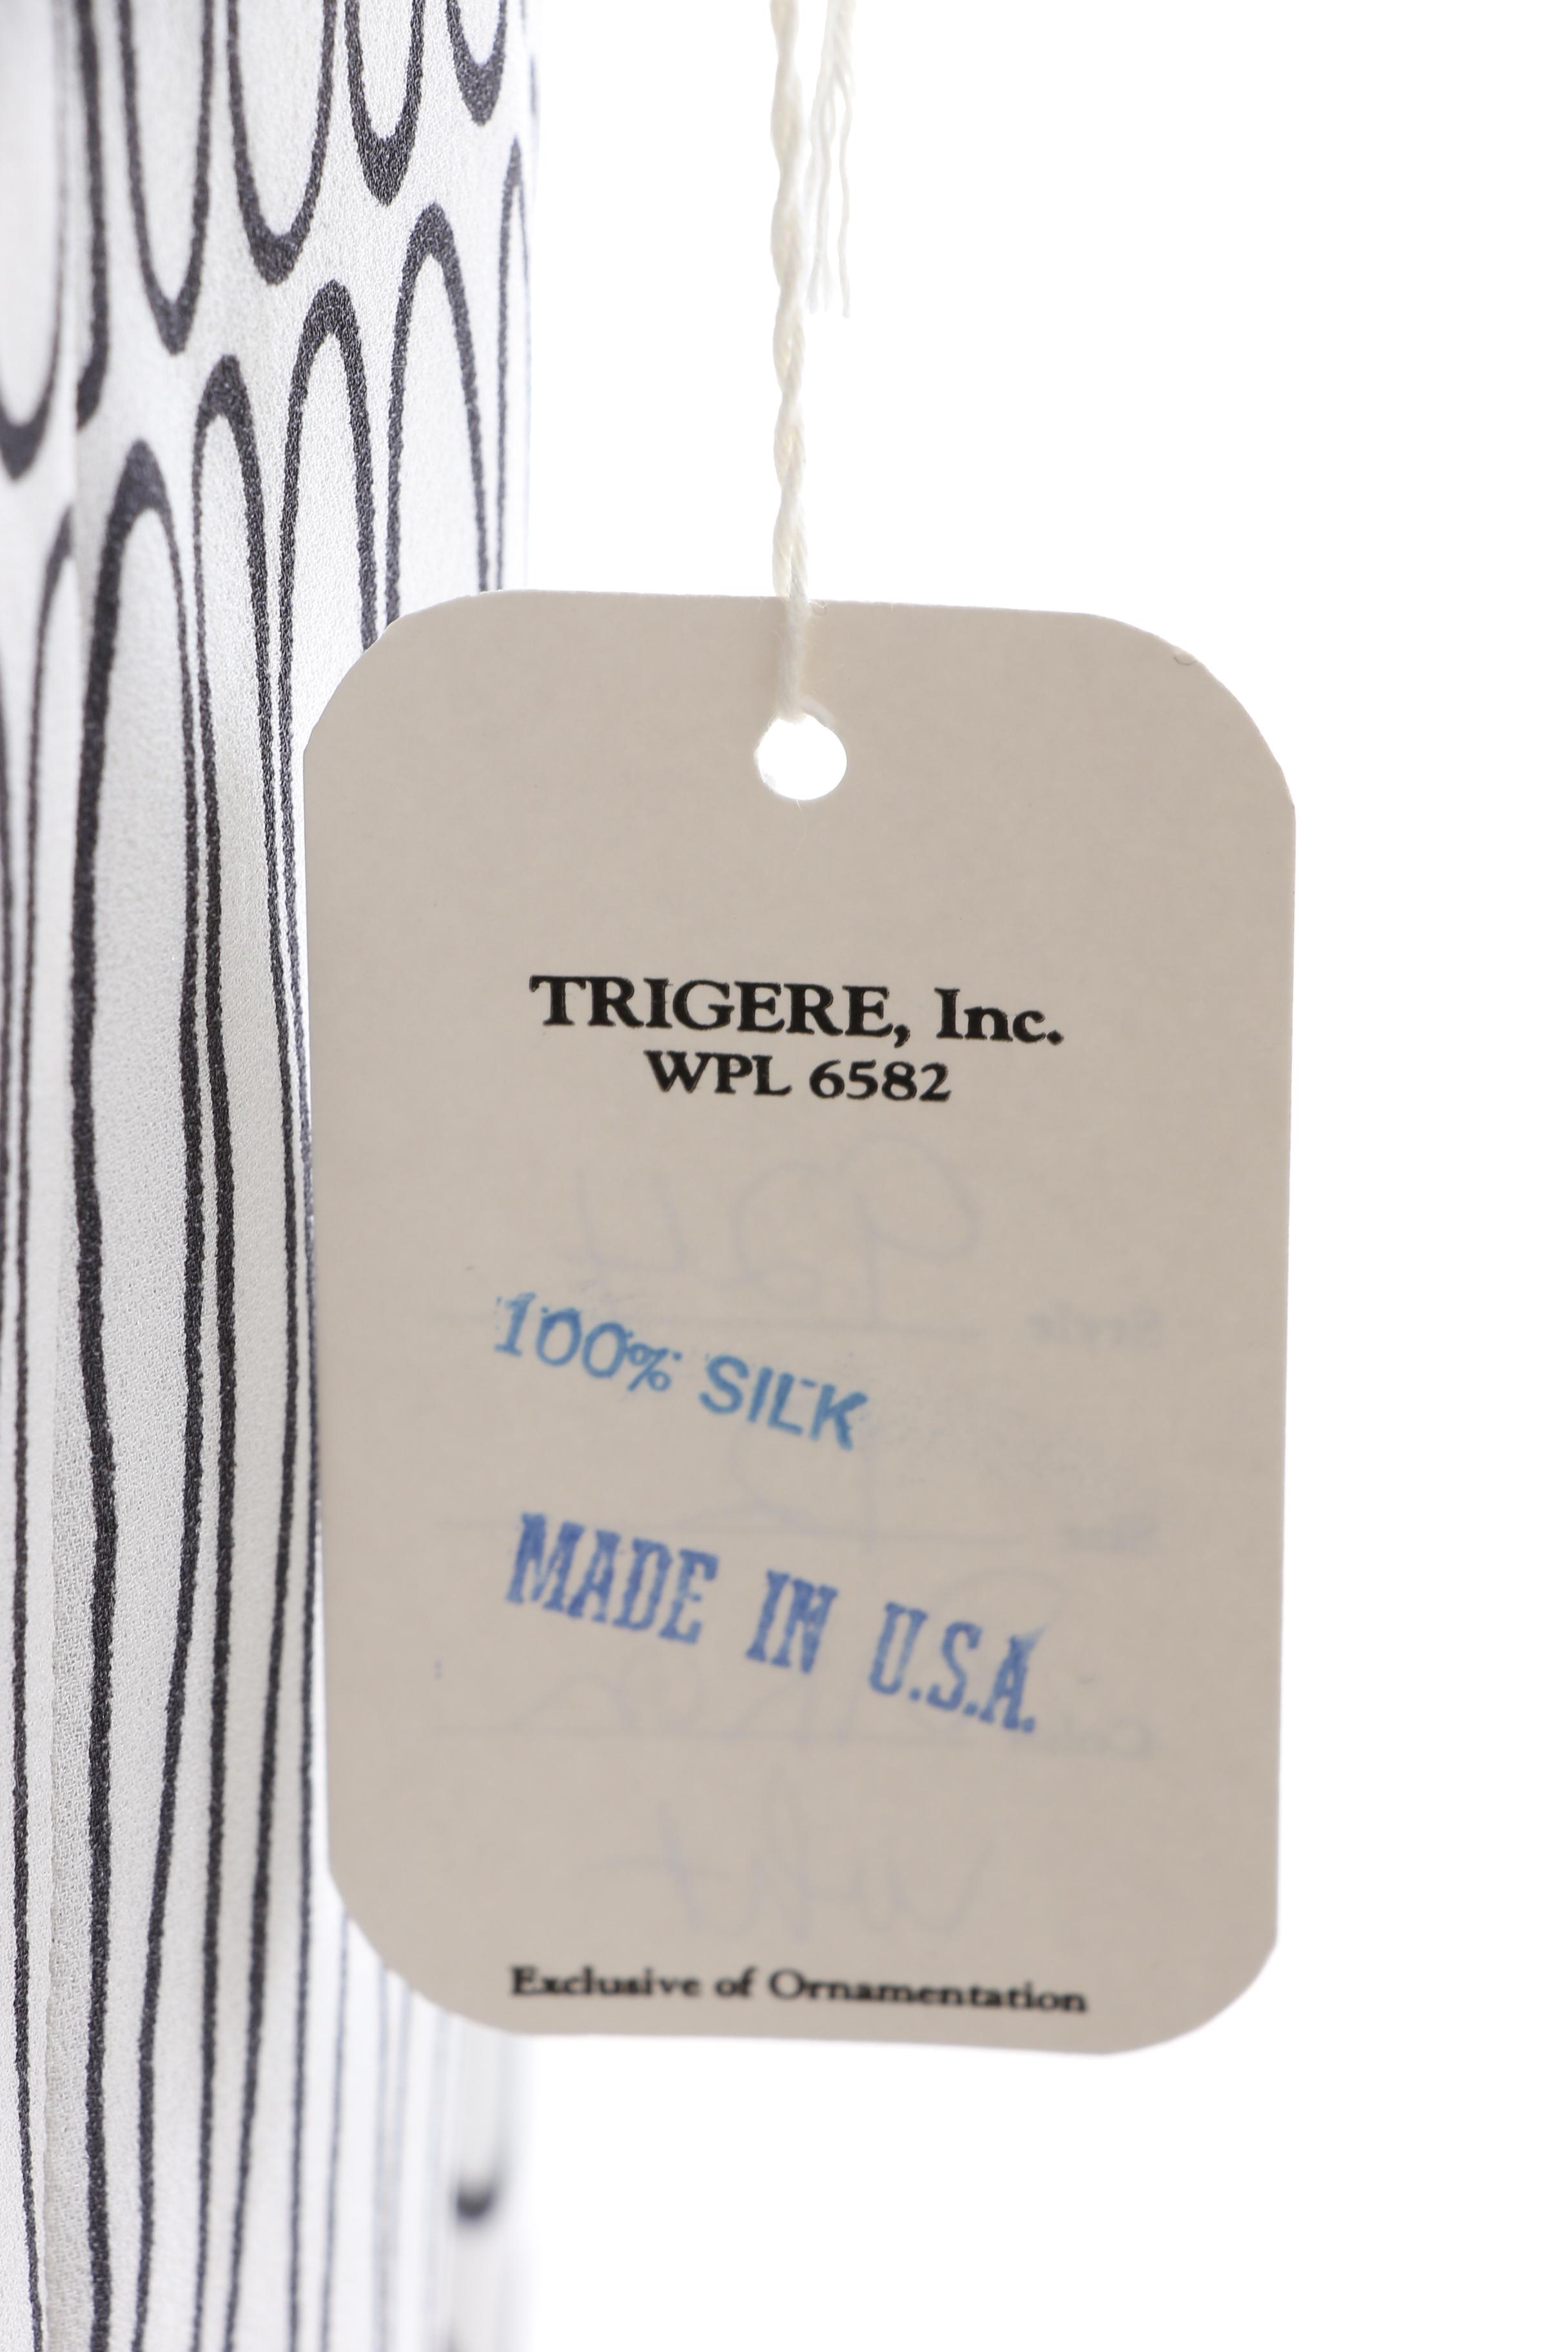 TRIGERE, Inc.
WPL 6582
100% SILK
MADE IN U.S.A.
Exclusive of Ornamentation